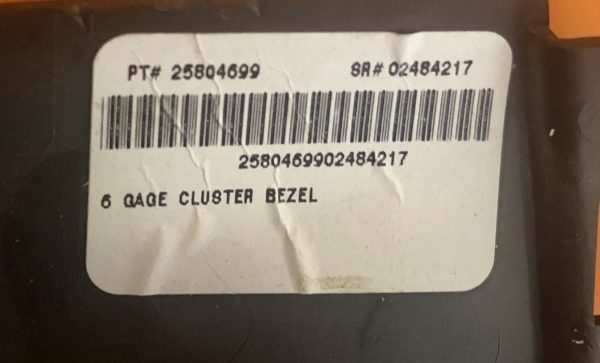 PT# 25804699 SR# 02484217
2580469902484217
6 GAGE CLUSTER BEZEL